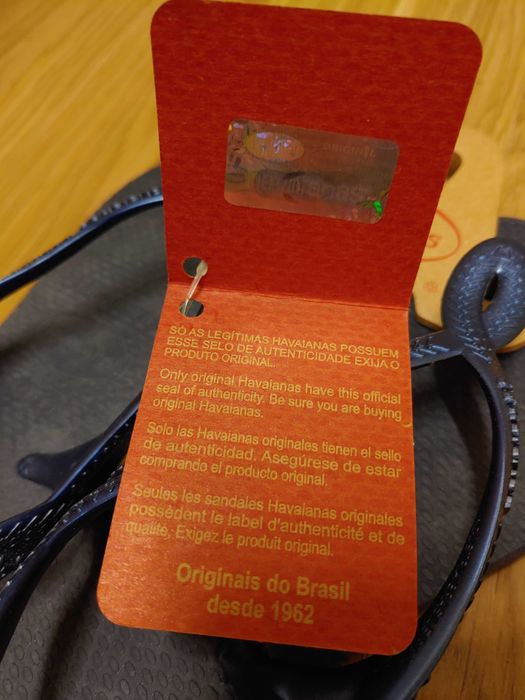 ORIGINAL
SÓ AS LEGÍTIMAS HAVAIANAS POSSUEM
ESSE SELO DE AUTENTICIDADE EXIJA O
PRODUTO ORIGINAL.
Only original Havaianas have this official
seal of authenticity. Be sure you are buying
original Havaianas.
Solo las Havaianas originales tienen el sello
de autenticidad. Asegúrese de estar
comprando el producto original.
Seules les sandales Havaianas originales
possèdent le label d'authenticité et de
qualité. Exigez le produit original.
Originais do Brasil
desde 1962